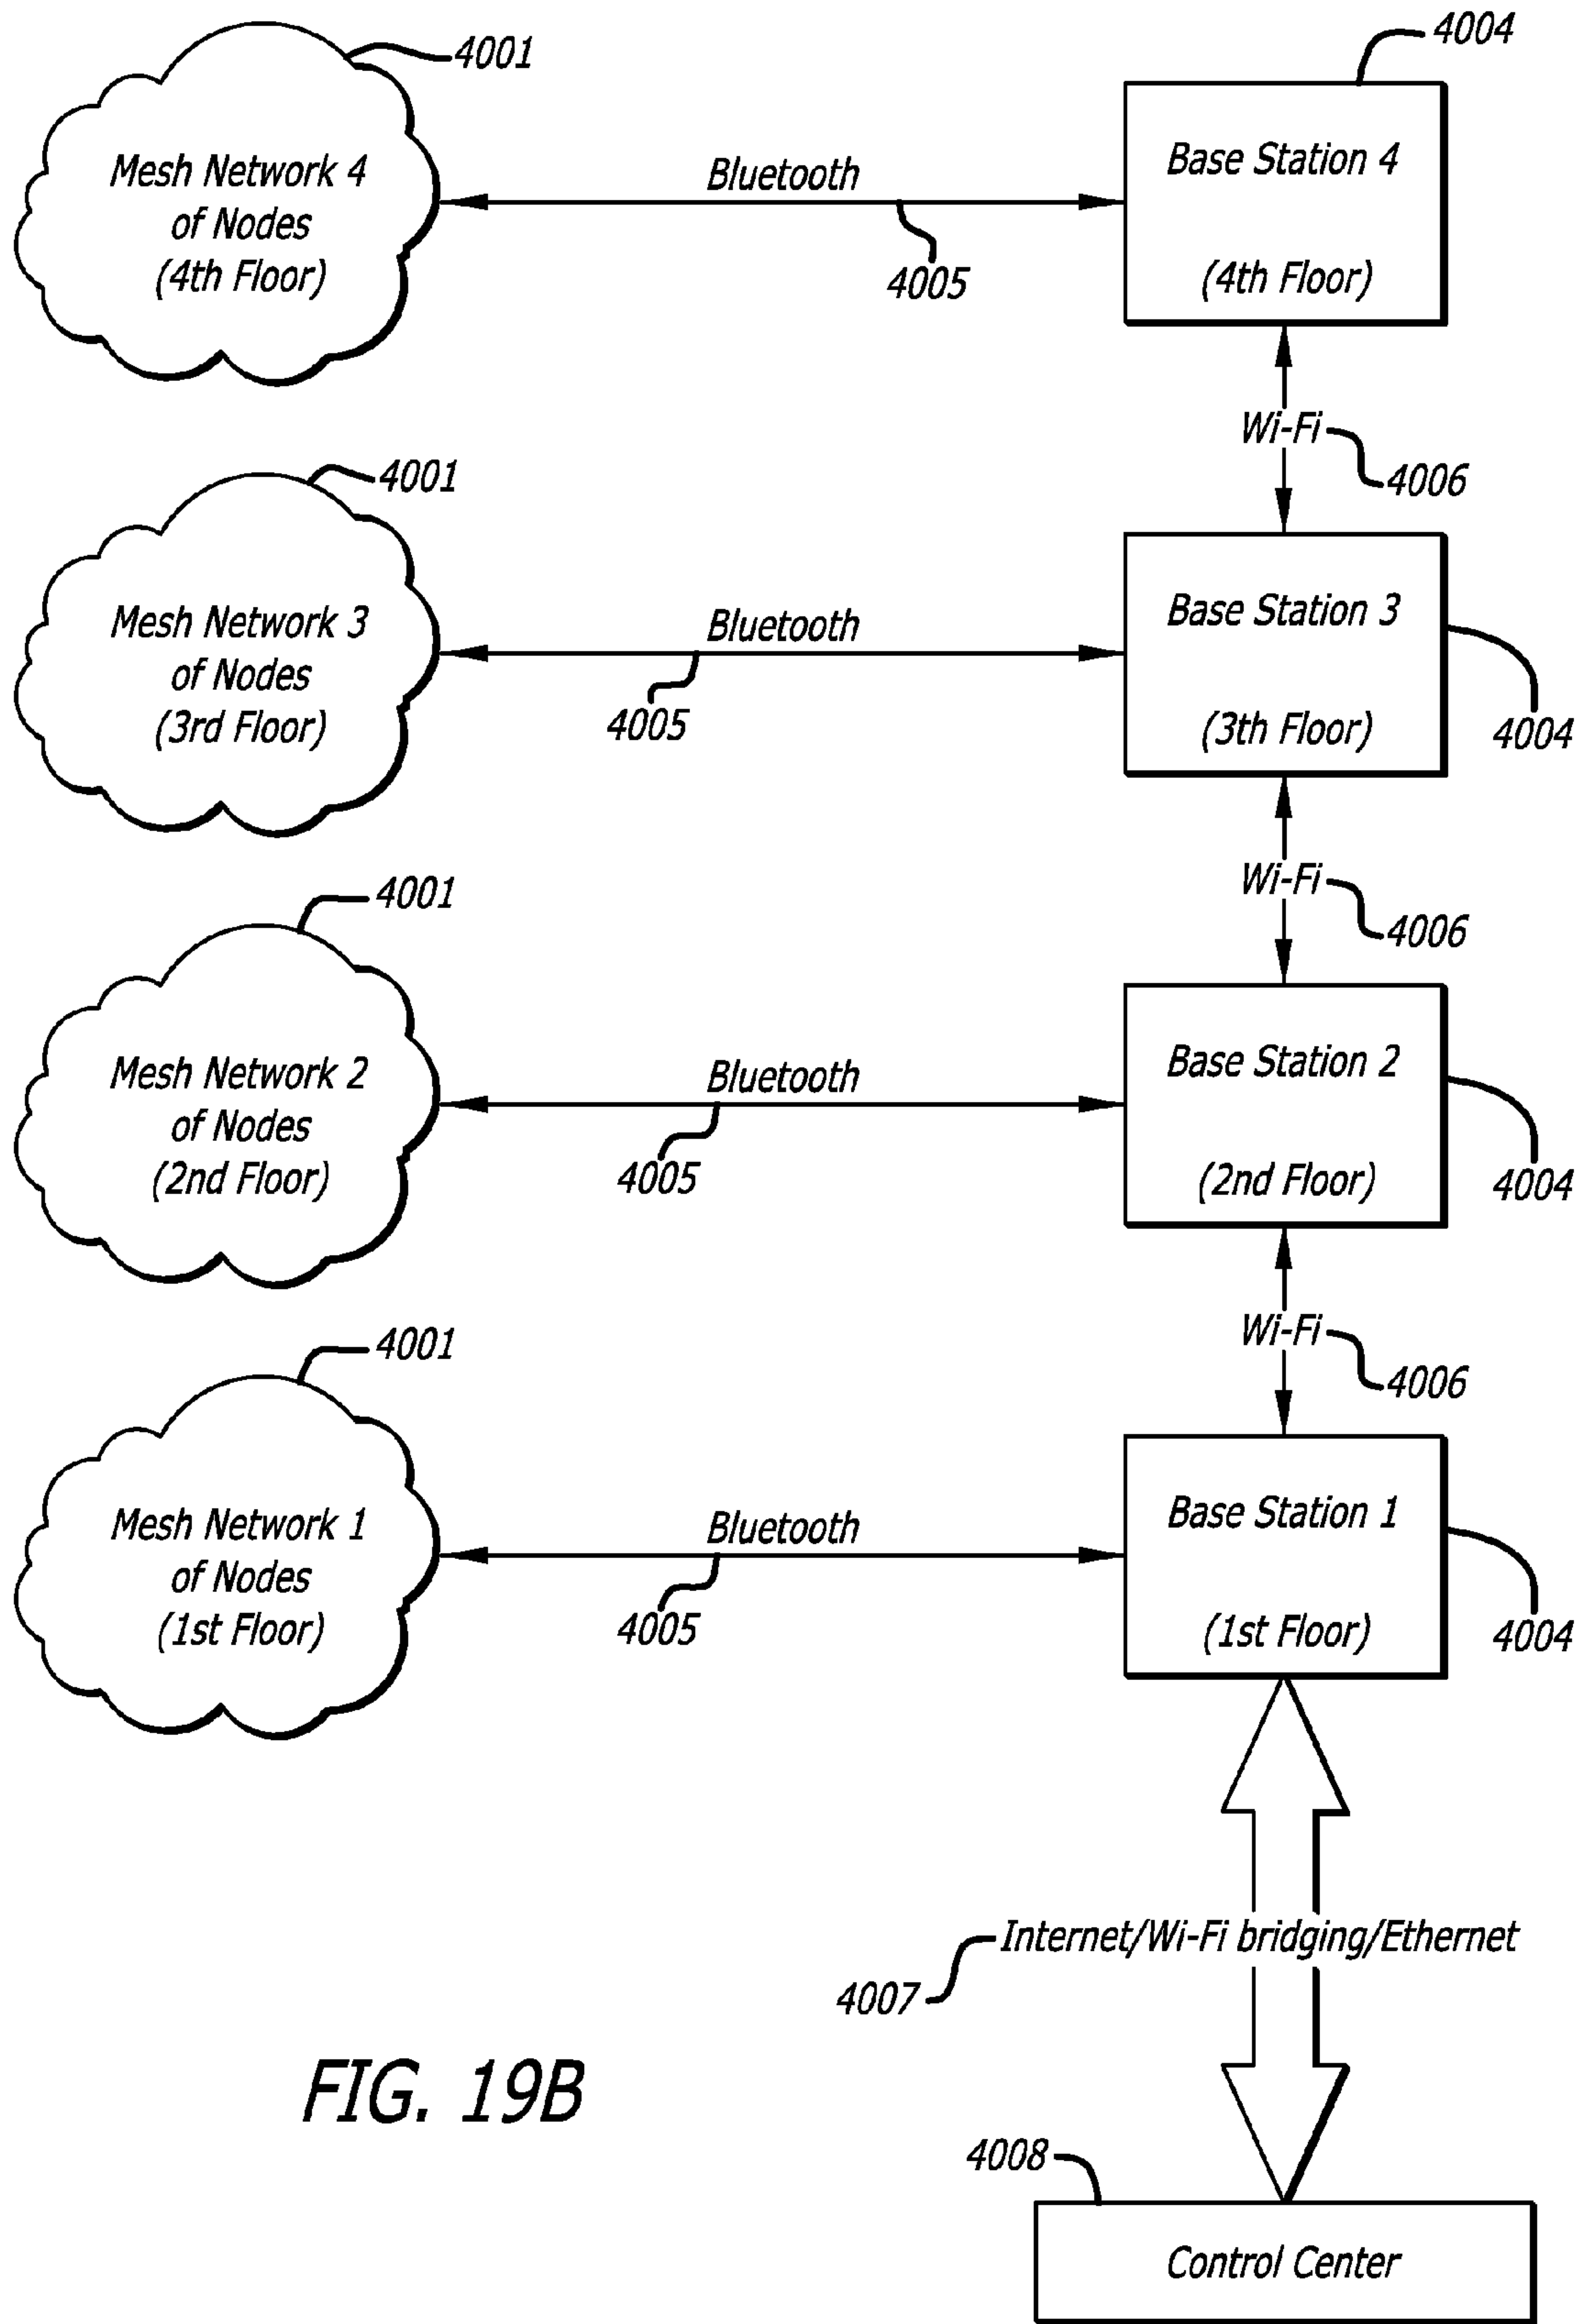 4001
4004
Mesh Network 4
of Nodes
(4th Floor)
Bluetooth
4005
Base Station 4
(4th Floor)
Wi-Fi
4006
4001
Mesh Network 3
of Nodes
(3rd Floor)
Bluetooth
4005
Base Station 3
(3th Floor)
4004
Wi-Fi
4006
4001
Mesh Network 2
of Nodes
(2nd Floor)
Bluetooth
4005
Base Station 2
(2nd Floor)
4004
Wi-Fi
4006
4001
Mesh Network 1
of Nodes
(1st Floor)
Bluetooth
4005
Base Station 1
(1st Floor)
4004
Internet/Wi-Fi bridging/Ethernet
4007
FIG. 19B
4008
Control Center